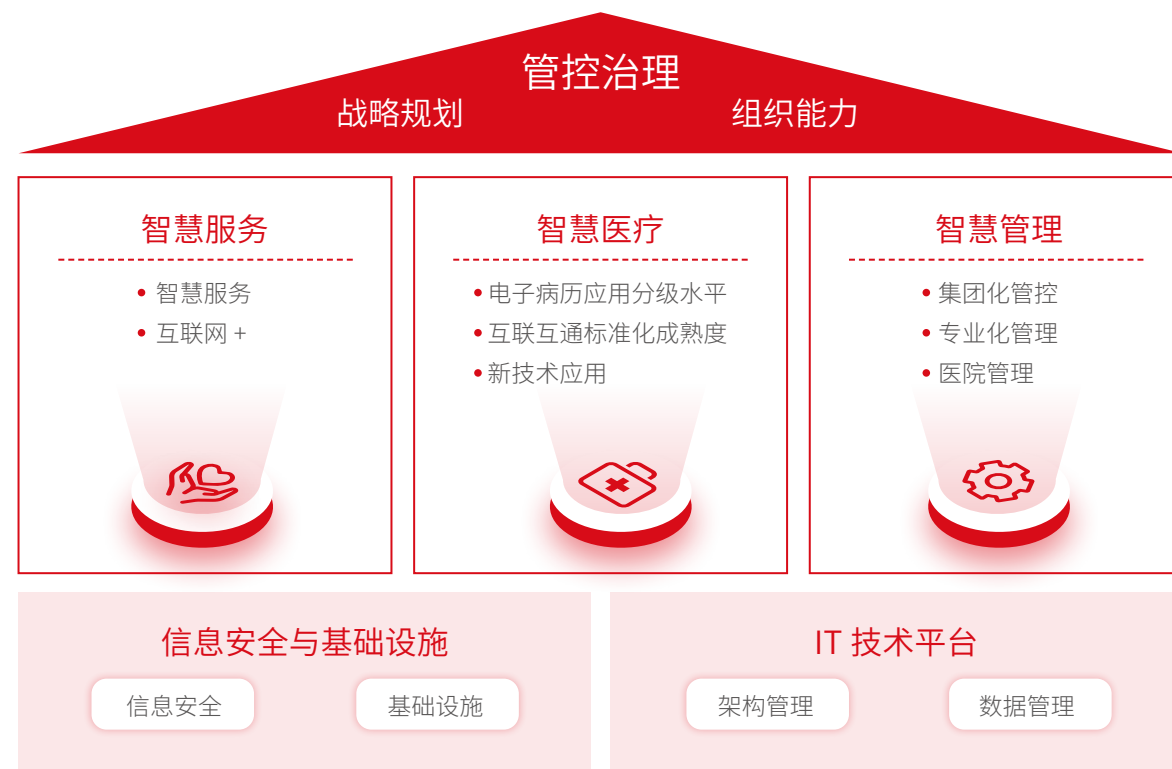 管控治理
战略规划
组织能力
智慧服务
• 智慧服务
• 互联网 +
智慧医疗
• 电子病历应用分级水平
• 互联互通标准化成熟度
• 新技术应用
智慧管理
• 集团化管控
• 专业化管理
• 医院管理
信息安全与基础设施
信息安全
基础设施
IT 技术平台
架构管理
数据管理